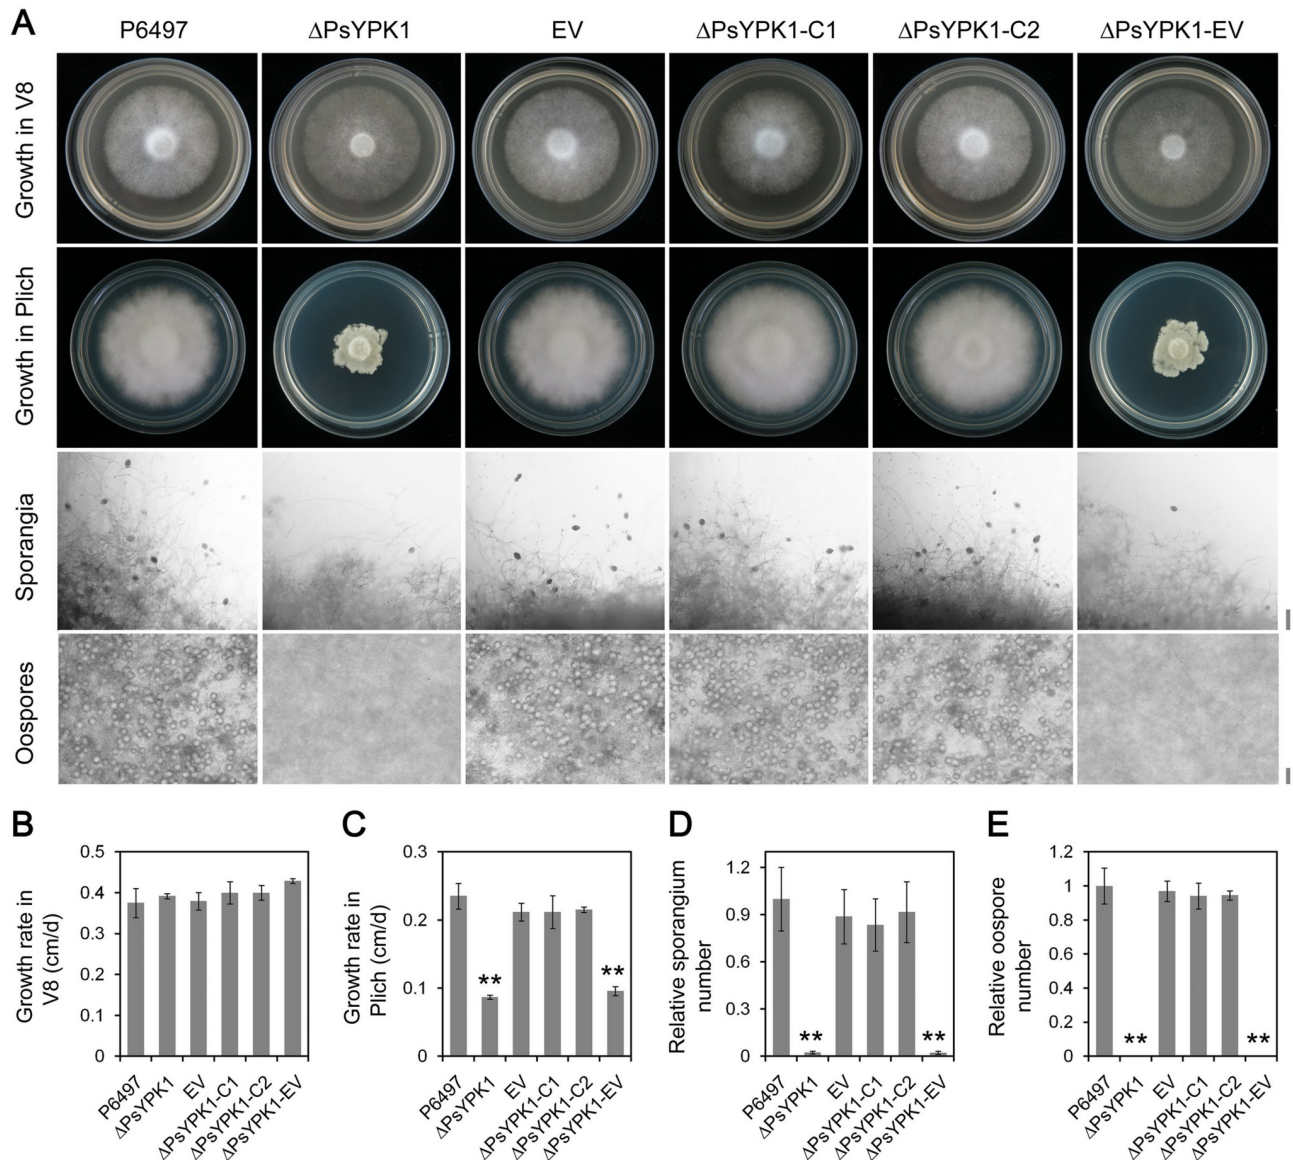 A
P6497
ΔPsYPK1
EV
ΔPsYPK1-C1
ΔPsYPK1-C2
ΔPsYPK1-EV
Growth in V8
Growth in Plich
Sporangia
Oospores
B
Growth rate in
V8 (cm/d)
0.5
0.4
0.3
0.2
0.1
0
P6497
ΔPsYPK1
EV
ΔPsYPK1-C1
ΔPsYPK1-C2
ΔPsYPK1-EV
C
Growth rate in
Plich (cm/d)
0.3
0.2
0.1
0
**
**
P6497
ΔPsYPK1
EV
ΔPsYPK1-C1
ΔPsYPK1-C2
ΔPsYPK1-EV
D
Relative sporangium
number
1.2
0.9
0.6
0.3
0
**
**
P6497
ΔPsYPK1
EV
ΔPsYPK1-C1
ΔPsYPK1-C2
ΔPsYPK1-EV
E
Relative oospore
number
1.2
1
0.8
0.6
0.4
0.2
0
**
**
P6497
ΔPsYPK1
EV
ΔPsYPK1-C1
ΔPsYPK1-C2
ΔPsYPK1-EV